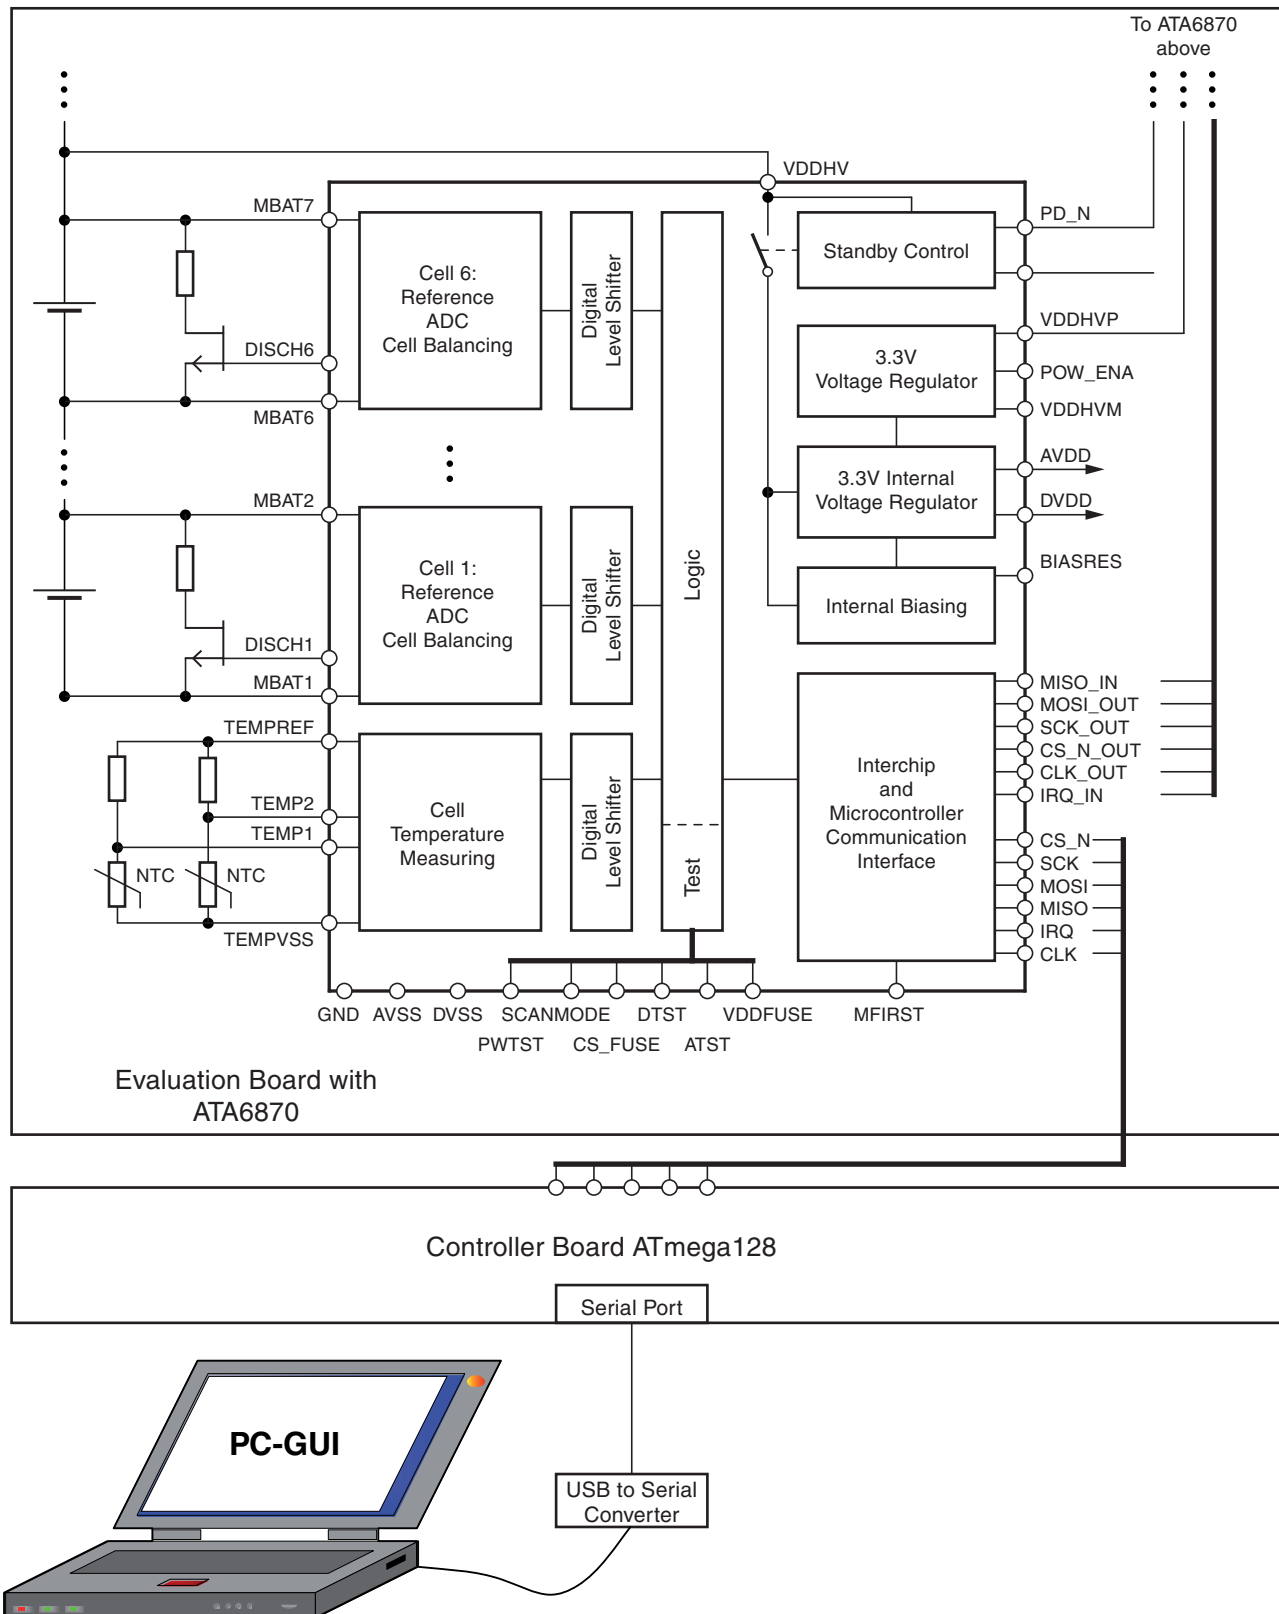 To ATA6870
above
VDDHV
MBAT7
PD_N
Cell 6:
Reference
ADC
Cell Balancing
Digital
Level Shifter
Standby Control
DISCH6
MBAT6
VDDHVP
3.3V
Voltage Regulator
POW_ENA
VDDHVM
AVDD
3.3V Internal
Voltage Regulator
DVDD
MBAT2
Cell 1:
Reference
ADC
Cell Balancing
Digital
Level Shifter
Logic
BIASRES
Internal Biasing
DISCH1
MBAT1
TEMPREF
TEMP2
TEMP1
NTC
NTC
TEMPVSS
Cell
Temperature
Measuring
Digital
Level Shifter
Test
Interchip
and
Microcontroller
Communication
Interface
MISO_IN
MOSI_OUT
SCK_OUT
CS_N_OUT
CLK_OUT
IRQ_IN
CS_N
SCK
MOSI
MISO
IRQ
CLK
GND AVSS DVSS SCANMODE DTST VDDFUSE MFIRST
PWTST CS_FUSE ATST
Evaluation Board with
ATA6870
Controller Board ATmega128
Serial Port
PC-GUI
USB to Serial
Converter